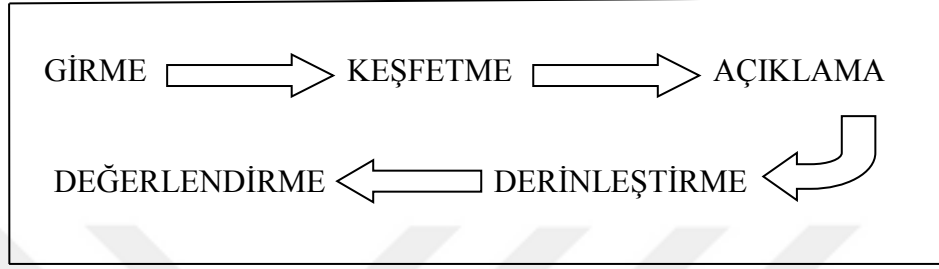 GİRME KEŞFETME AÇIKLAMA
DEĞERLENDİRME DERİNLEŞTİRME